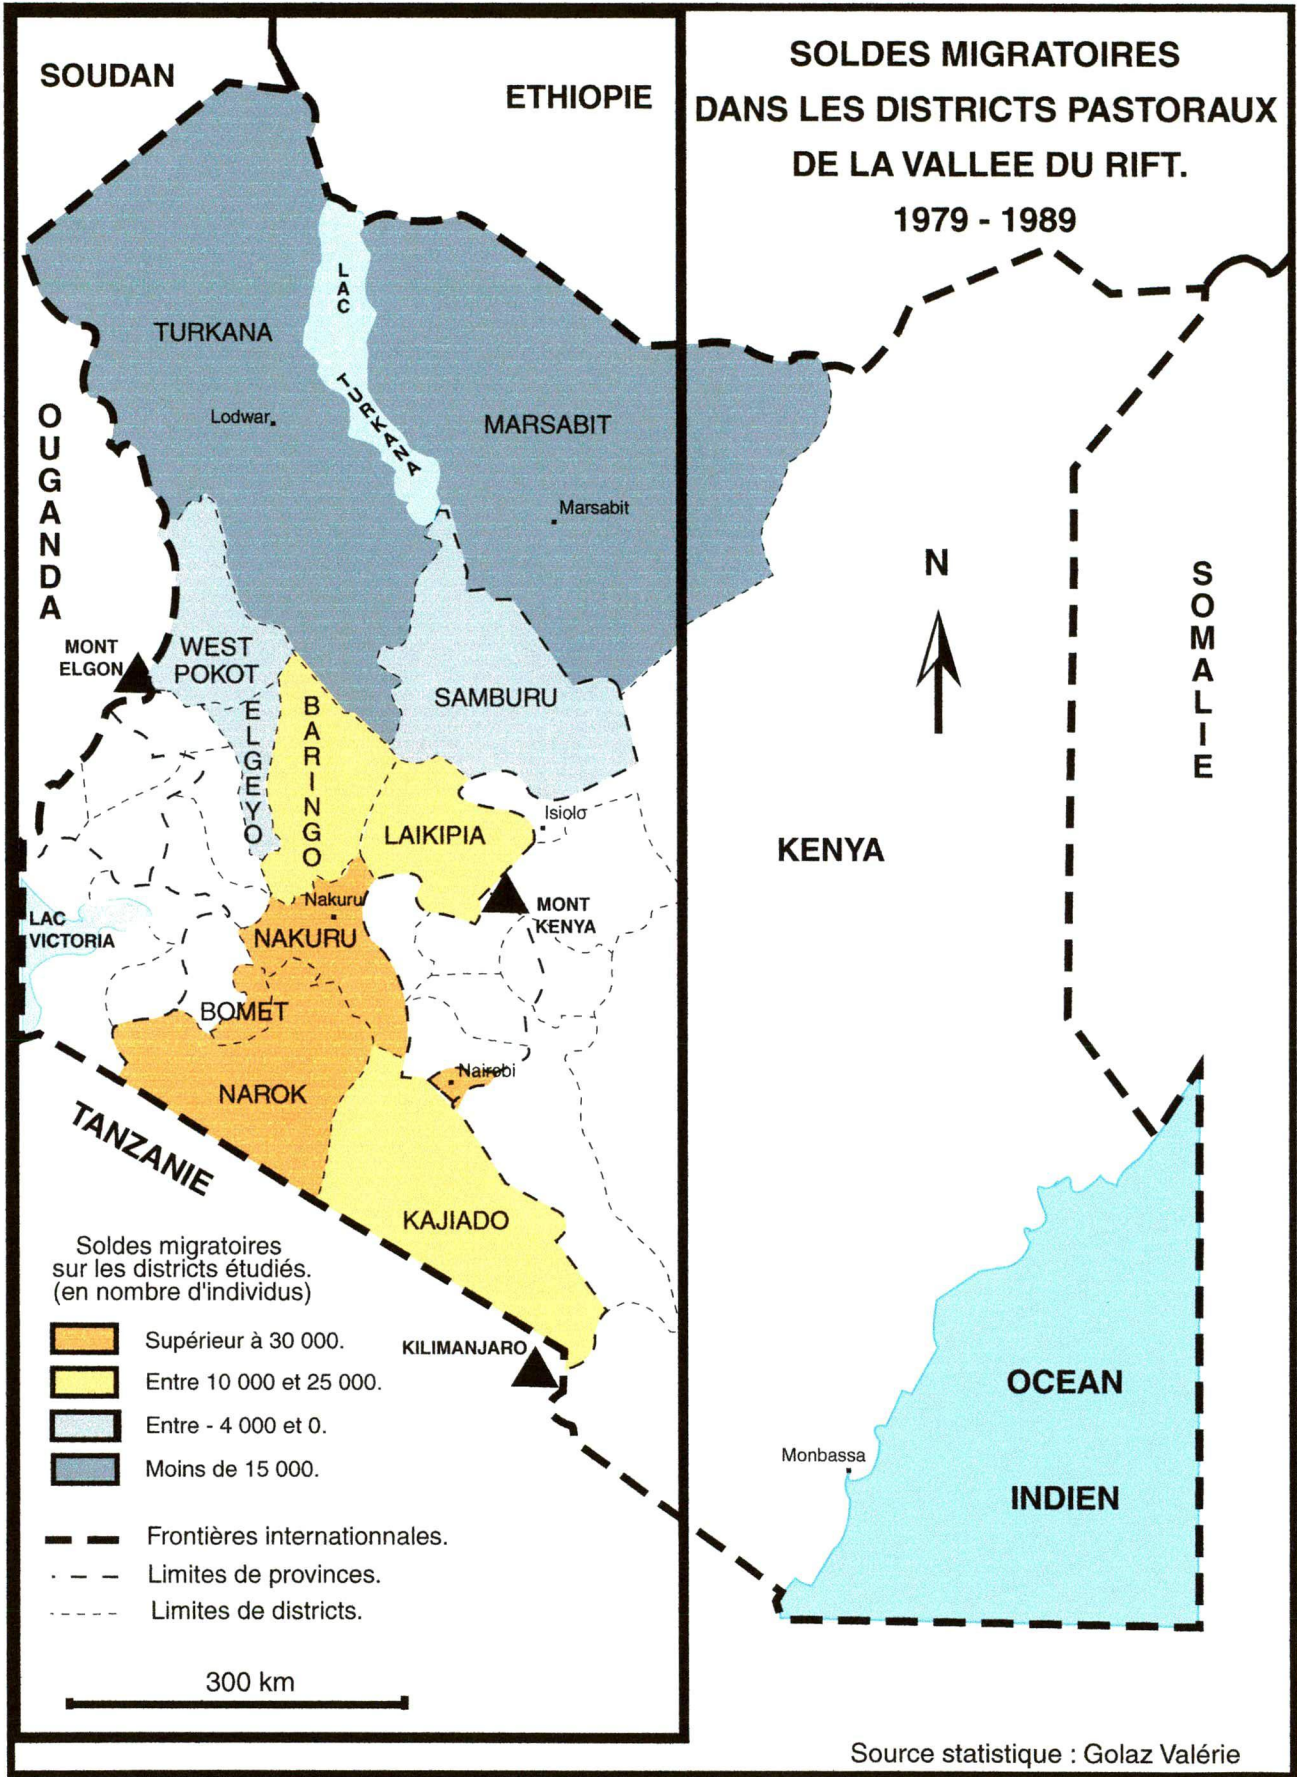 SOLDES MIGRATOIRES
DANS LES DISTRICTS PASTORAUX
DE LA VALLEE DU RIFT.
1979 - 1989
SOUDAN
ETHIOPIE
LAC
TURKANA
TURKANA
Lodwar
MARSABIT
Marsabit
OUGANDA
MONT
ELGON
WEST
POKOT
ELGEYO
BARINGO
SAMBURU
LAIKIPIA
Isiolo
MONT
KENYA
LAC
VICTORIA
Nakuru
NAKURU
BOMET
NAROK
Nairobi
TANZANIE
KAJIADO
KILIMANJARO
N
SOMALIE
KENYA
OCEAN
INDIEN
Monbassa
Soldes migratoires
sur les districts étudiés.
(en nombre d'individus)
Supérieur à 30 000.
Entre 10 000 et 25 000.
Entre - 4 000 et 0.
Moins de 15 000.
Frontières internationnales.
Limites de provinces.
Limites de districts.
300 km
Source statistique : Golaz Valérie